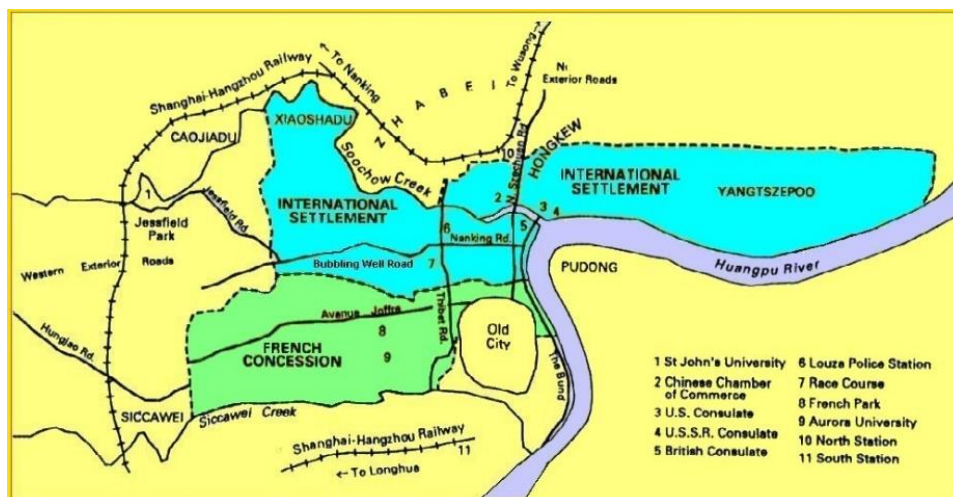 Shanghai-Hangzhou Railway
← To Nanking
ZHABEI
To Wusong →
Exterior Roads
CAOJIADU
XIAOSHADU
Soochow Creek
10
N. Szechuen Rd.
HONGKEW
INTERNATIONAL
SETTLEMENT
YANGTSZEPOO
1
Jessfield
Park
Jessfield Rd.
INTERNATIONAL
SETTLEMENT
2
3
4
5
6
Nanking Rd.
Western Exterior Roads
Bubbling Well Road
7
PUDONG
Huangpu River
Avenue Joffre
Thibet Rd.
8
Old
City
Hungjao Rd.
FRENCH
CONCESSION
9
The Bund
SICCAWEI
Siccawei Creek
Shanghai-Hangzhou Railway
11
← To Longhua
1 St John's University
2 Chinese Chamber
of Commerce
3 U.S. Consulate
4 U.S.S.R. Consulate
5 British Consulate
6 Louza Police Station
7 Race Course
8 French Park
9 Aurora University
10 North Station
11 South Station